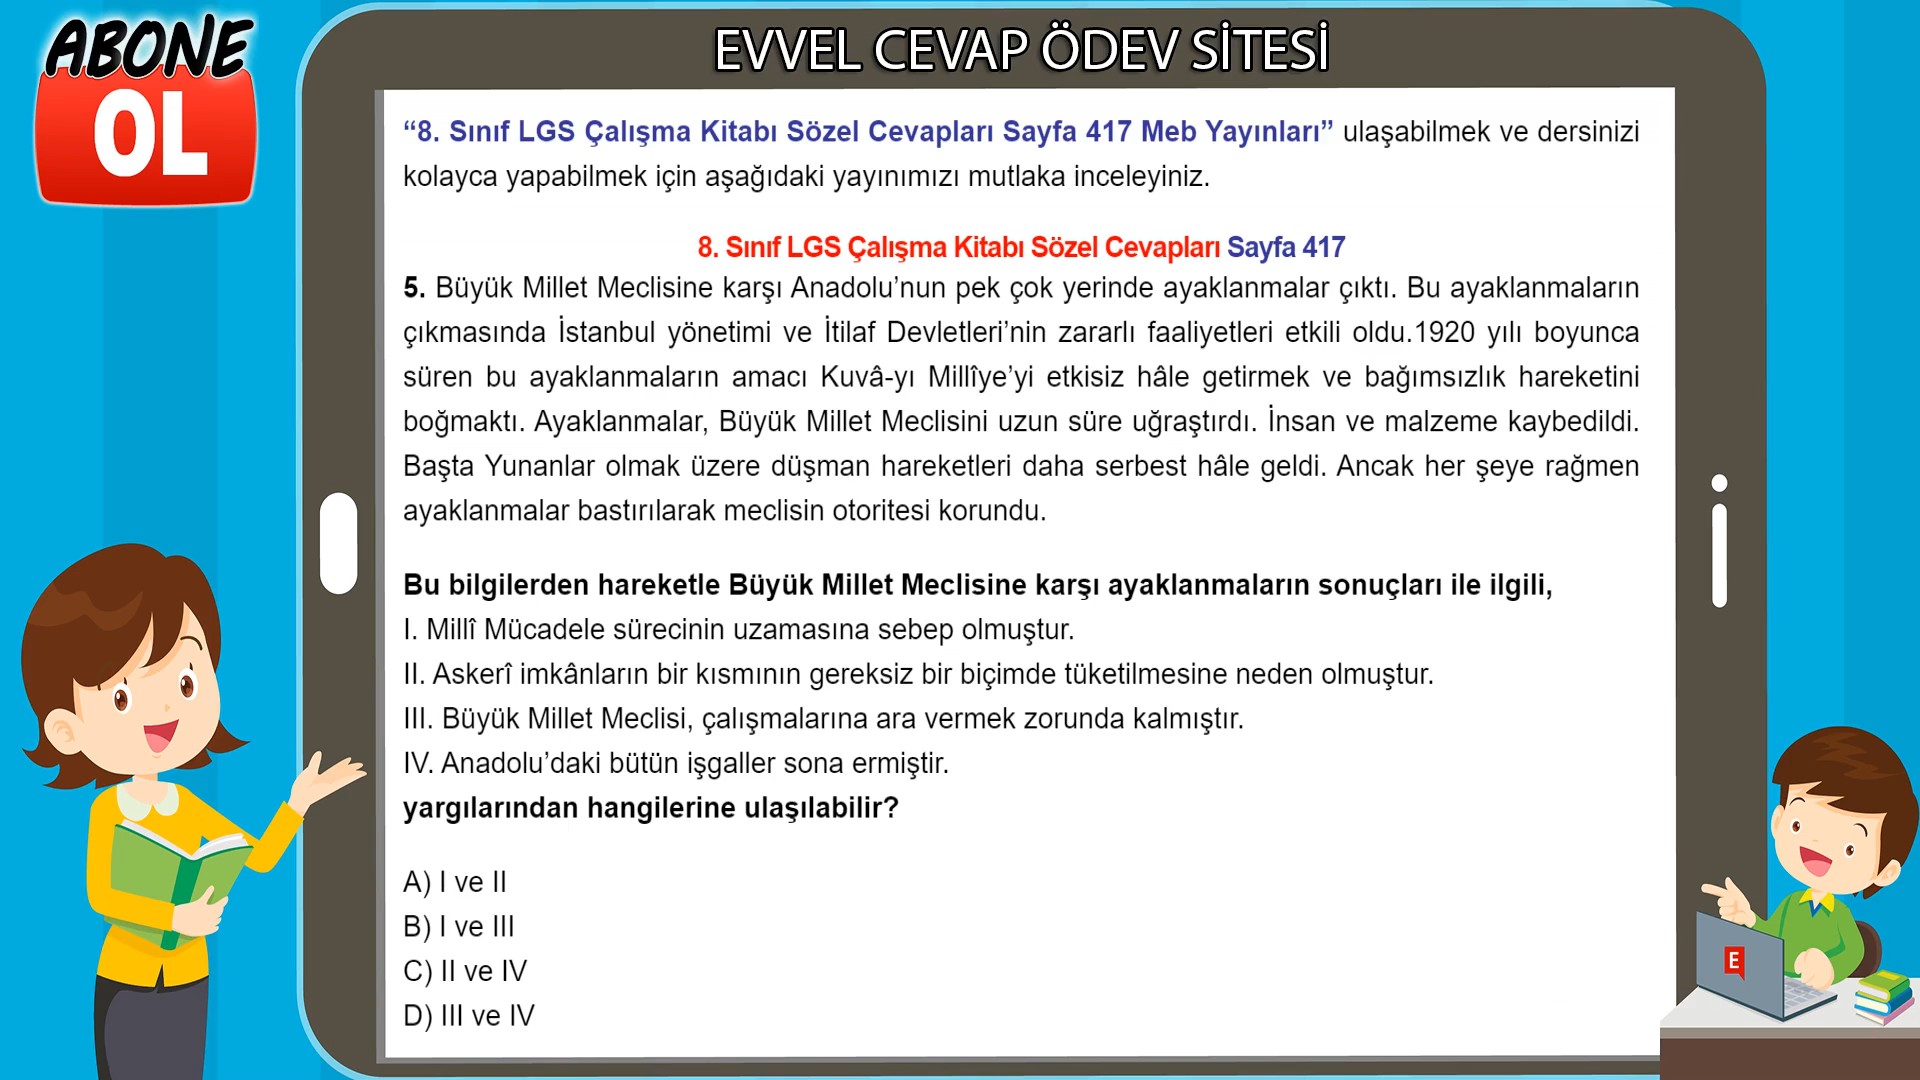 ABONE
OL
EVVEL CEVAP ÖDEV SİTESİ
“8. Sınıf LGS Çalışma Kitabı Sözel Cevapları Sayfa 417 Meb Yayınları” ulaşabilmek ve dersinizi
kolayca yapabilmek için aşağıdaki yayınımızı mutlaka inceleyiniz.
8. Sınıf LGS Çalışma Kitabı Sözel Cevapları Sayfa 417
5. Büyük Millet Meclisine karşı Anadolu’nun pek çok yerinde ayaklanmalar çıktı. Bu ayaklanmaların
çıkmasında İstanbul yönetimi ve İtilaf Devletleri’nin zararlı faaliyetleri etkili oldu.1920 yılı boyunca
süren bu ayaklanmaların amacı Kuvâ-yı Millîye’yi etkisiz hâle getirmek ve bağımsızlık hareketini
boğmaktı. Ayaklanmalar, Büyük Millet Meclisini uzun süre uğraştırdı. İnsan ve malzeme kaybedildi.
Başta Yunanlar olmak üzere düşman hareketleri daha serbest hâle geldi. Ancak her şeye rağmen
ayaklanmalar bastırılarak meclisin otoritesi korundu.
Bu bilgilerden hareketle Büyük Millet Meclisine karşı ayaklanmaların sonuçları ile ilgili,
I. Millî Mücadele sürecinin uzamasına sebep olmuştur.
II. Askerî imkânların bir kısmının gereksiz bir biçimde tüketilmesine neden olmuştur.
III. Büyük Millet Meclisi, çalışmalarına ara vermek zorunda kalmıştır.
IV. Anadolu’daki bütün işgaller sona ermiştir.
yargılarından hangilerine ulaşılabilir?
A) I ve II
B) I ve III
C) II ve IV
D) III ve IV
E